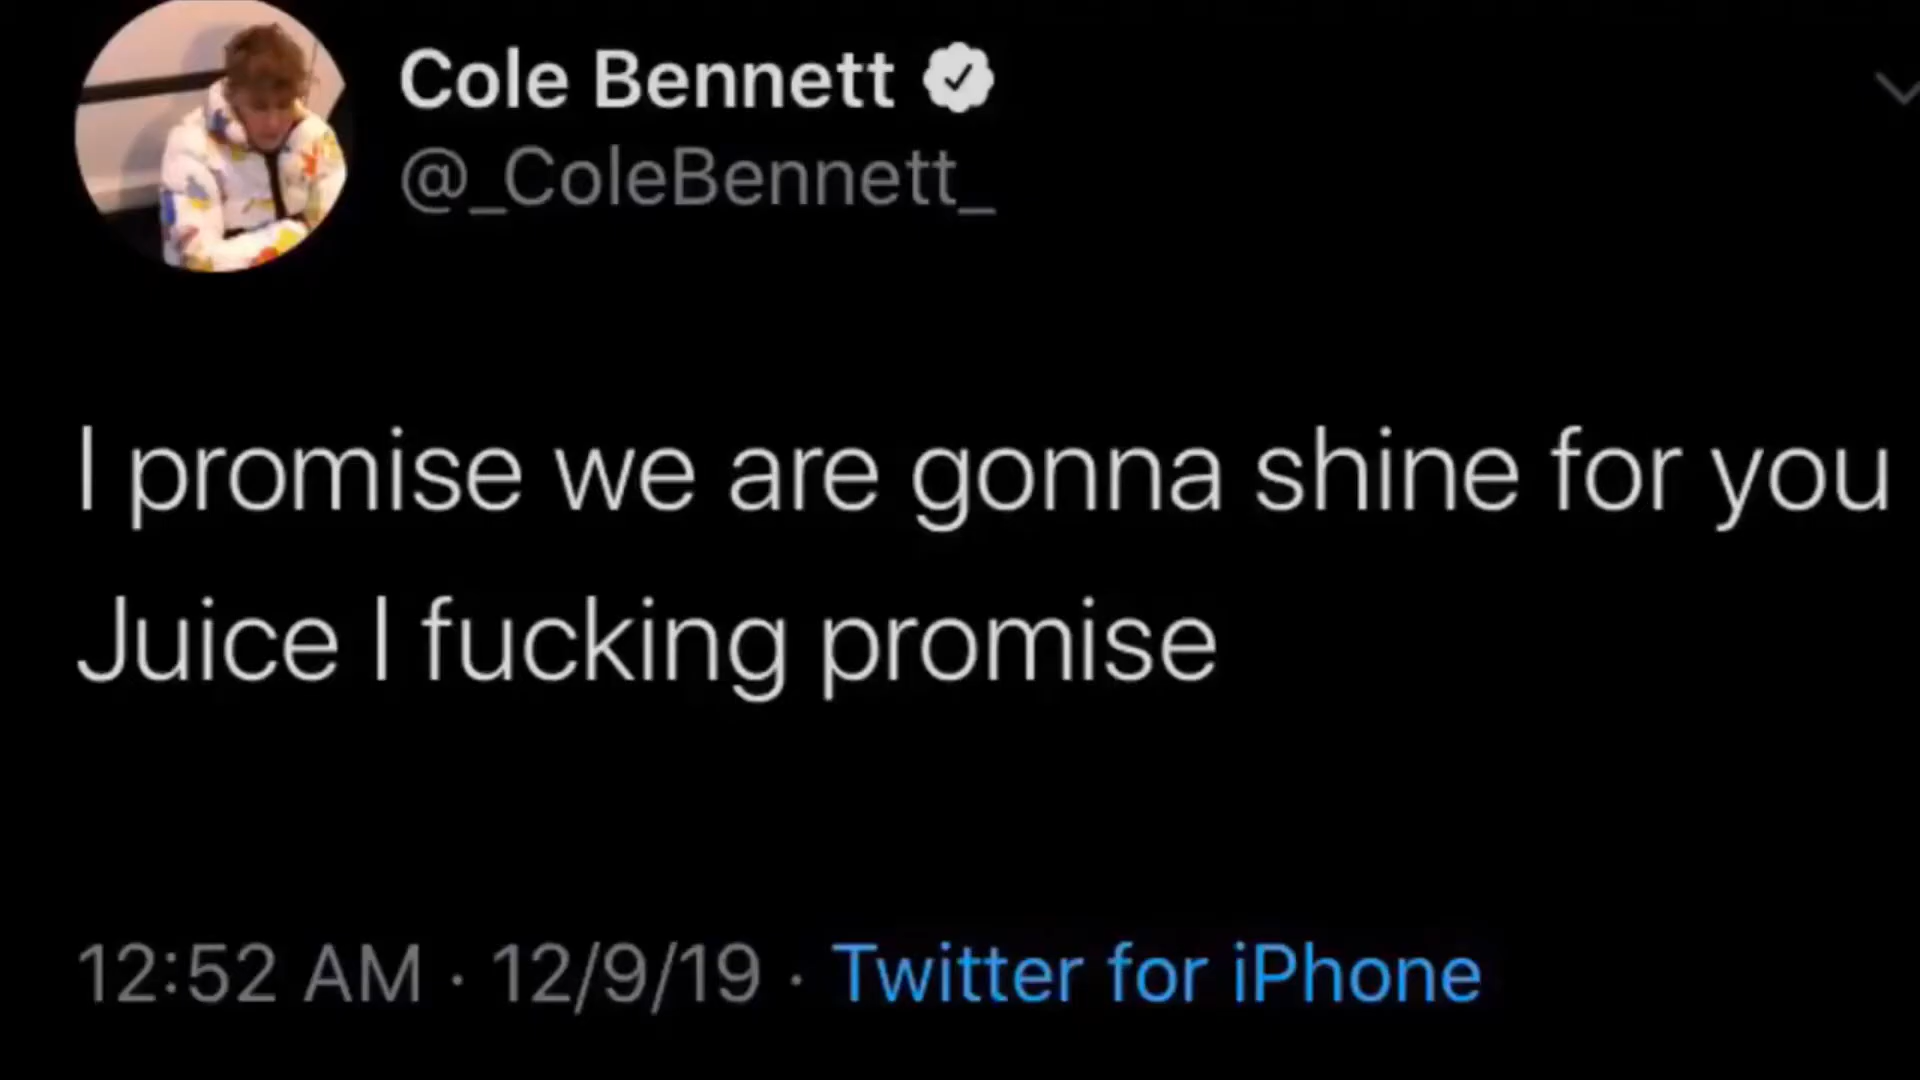 Cole Bennett
@_ColeBennett_
I promise we are gonna shine for you
Juice I fucking promise
12:52 AM · 12/9/19 · Twitter for iPhone